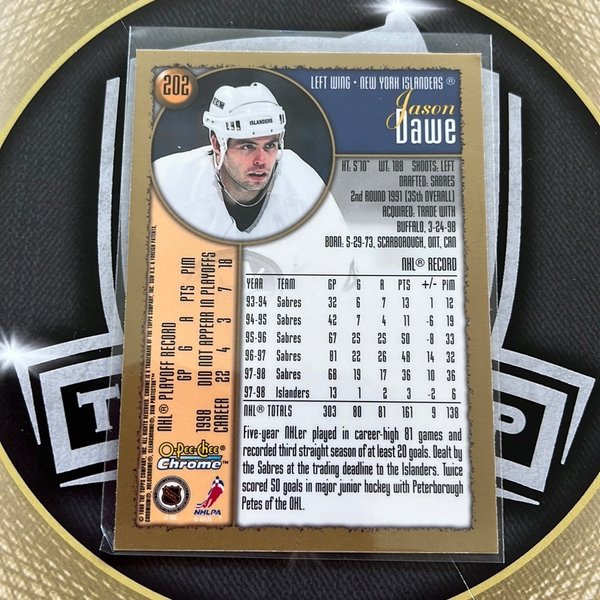 202
LEFT WING • NEW YORK ISLANDERS ®
Jason
Dawe
ISLANDERS
HT: 5'10" WT: 188 SHOOTS: LEFT
DRAFTED: SABRES
2nd ROUND 1991 (35th OVERALL)
ACQUIRED: TRADE WITH
BUFFALO, 3-24-98
BORN: 5-29-73, SCARBOROUGH, ONT, CAN
NHL® RECORD
YEAR TEAM GP G A PTS +/- PIM
93-94 Sabres 32 6 7 13 1 12
94-95 Sabres 42 7 4 11 -6 19
95-96 Sabres 67 25 25 50 -8 33
96-97 Sabres 81 22 26 48 14 32
97-98 Sabres 68 19 17 36 10 36
97-98 Islanders 13 1 2 3 -2 6
NHL® TOTALS 303 80 81 161 9 138
Five-year NHLer played in career-high 81 games and
recorded third straight season of at least 20 goals. Dealt by
the Sabres at the trading deadline to the Islanders. Twice
scored 50 goals in major junior hockey with Peterborough
Petes of the OHL.
NHL® PLAYOFF RECORD
GP G A PTS PIM
1998 DID NOT APPEAR IN PLAYOFFS
CAREER 22 4 3 7 18
O-Pee-Chee
Chrome™
NHL
NHLPA